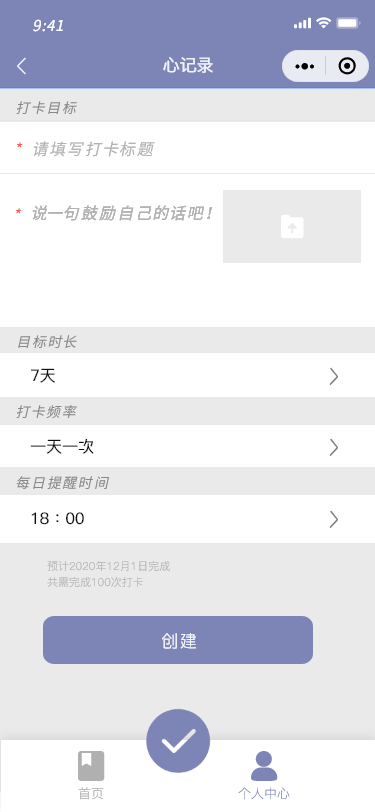 9:41
心记录
打卡目标
* 请填写打卡标题
* 说一句鼓励自己的话吧！
目标时长
7天
打卡频率
一天一次
每日提醒时间
18：00
预计2020年12月1日完成
共需完成100次打卡
创建
首页
个人中心